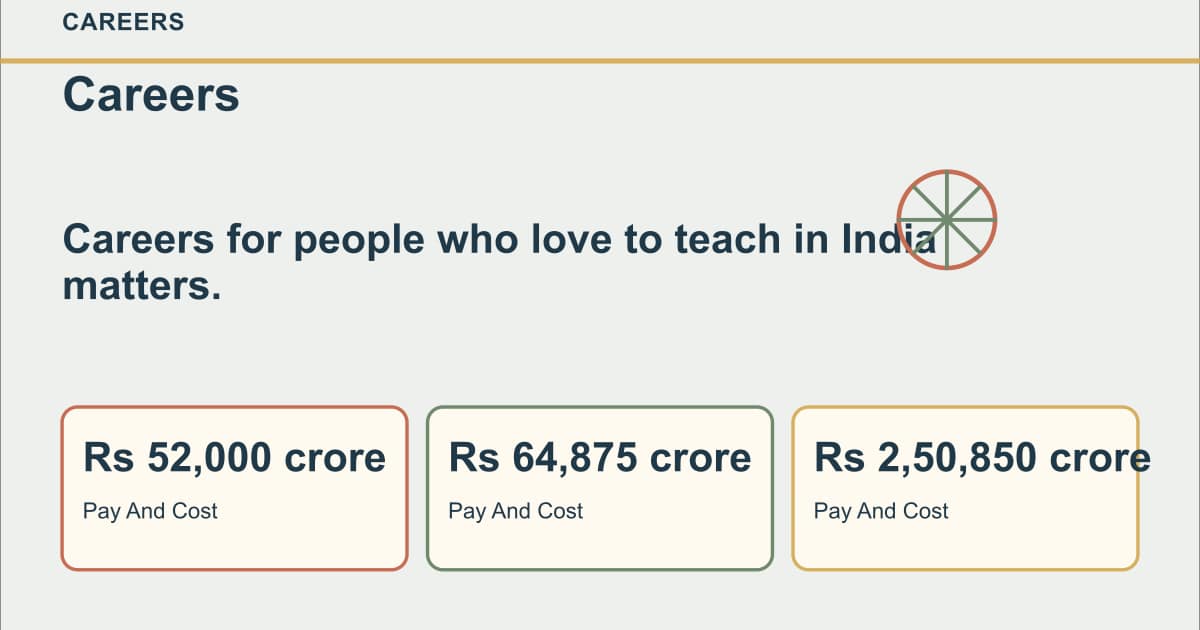 CAREERS
Careers
Careers for people who love to teach in India
matters.
Rs 52,000 crore
Pay And Cost
Rs 64,875 crore
Pay And Cost
Rs 2,50,850 crore
Pay And Cost